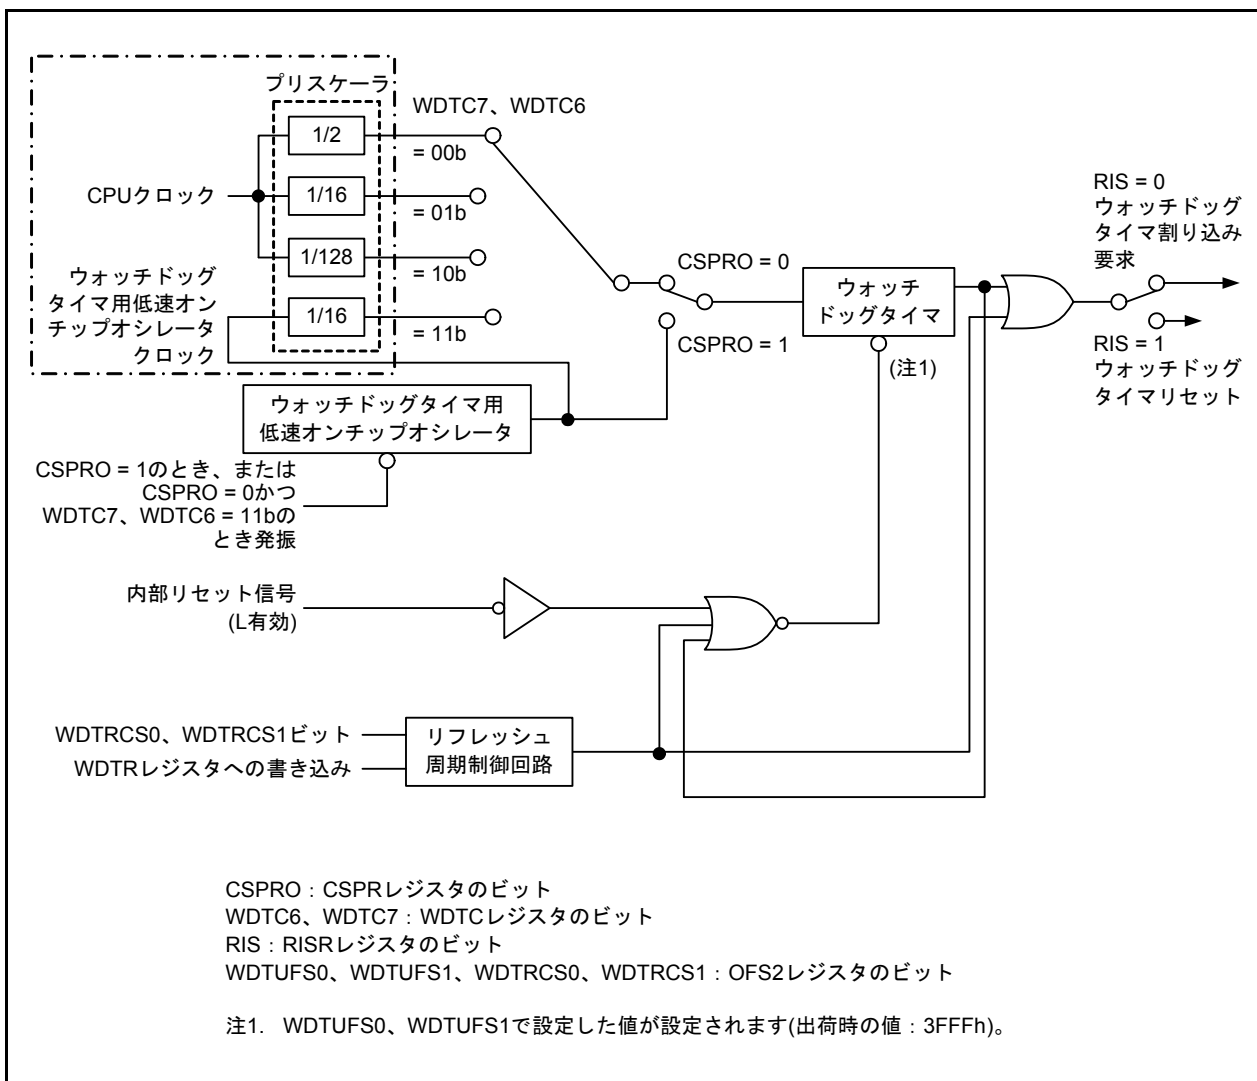 プリスケーラ
WDTC7、WDTC6
1/2
= 00b
CPUクロック
1/16
= 01b
1/128
= 10b
ウォッチドッグ
タイマ用低速オン
チップオシレータ
クロック
1/16
= 11b
CSPRO = 0
CSPRO = 1
ウォッチ
ドッグタイマ
(注1)
RIS = 0
ウォッチドッグ
タイマ割り込み
要求
RIS = 1
ウォッチドッグ
タイマリセット
ウォッチドッグタイマ用
低速オンチップオシレータ
CSPRO = 1のとき、または
CSPRO = 0かつ
WDTC7、WDTC6 = 11bの
とき発振
内部リセット信号
(L有効)
WDTRCS0、WDTRCS1ビット
WDTRレジスタへの書き込み
リフレッシュ
周期制御回路
CSPRO：CSPRレジスタのビット
WDTC6、WDTC7：WDTCレジスタのビット
RIS：RISRレジスタのビット
WDTUFS0、WDTUFS1、WDTRCS0、WDTRCS1：OFS2レジスタのビット
注1. WDTUFS0、WDTUFS1で設定した値が設定されます(出荷時の値：3FFFh)。